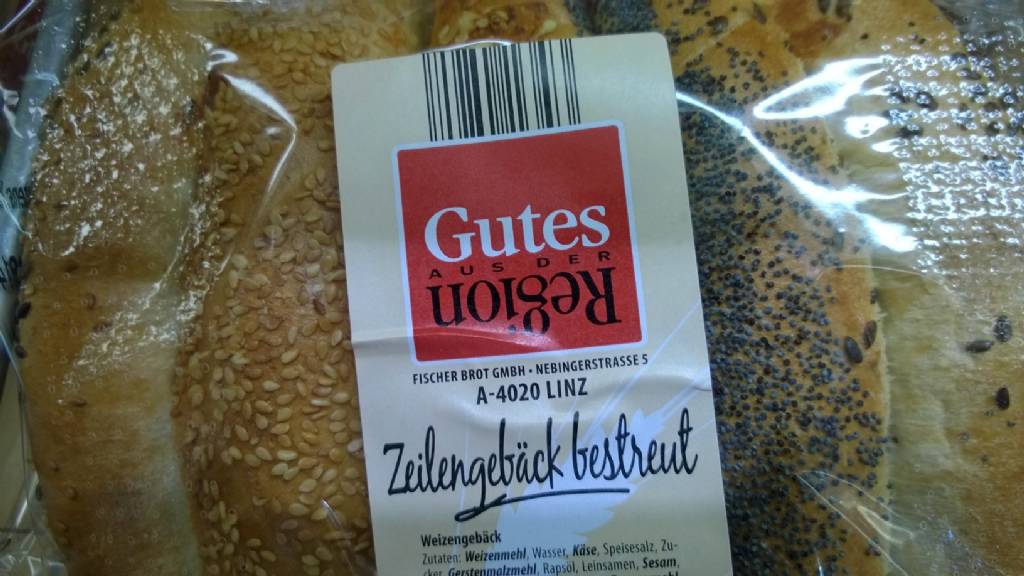 Gutes
AUS DER
Region
FISCHER BROT GMBH • NEBINGERSTRASSE 5
A-4020 LINZ
Zeilengebäck bestreut
Weizengebäck
Zutaten: Weizenmehl, Wasser, Käse, Speisesalz, Zu-
cker, Gerstenmalzmehl, Rapsöl, Leinsamen, Sesam,